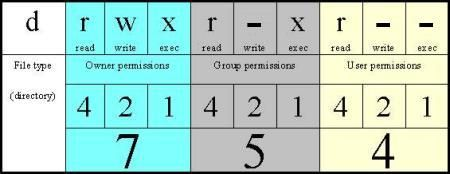 d r w x r - x r - -
read write exec read write exec read write exec
File type Owner permissions Group permissions User permissions
(directory)
4 2 1 4 2 1 4 2 1
7 5 4